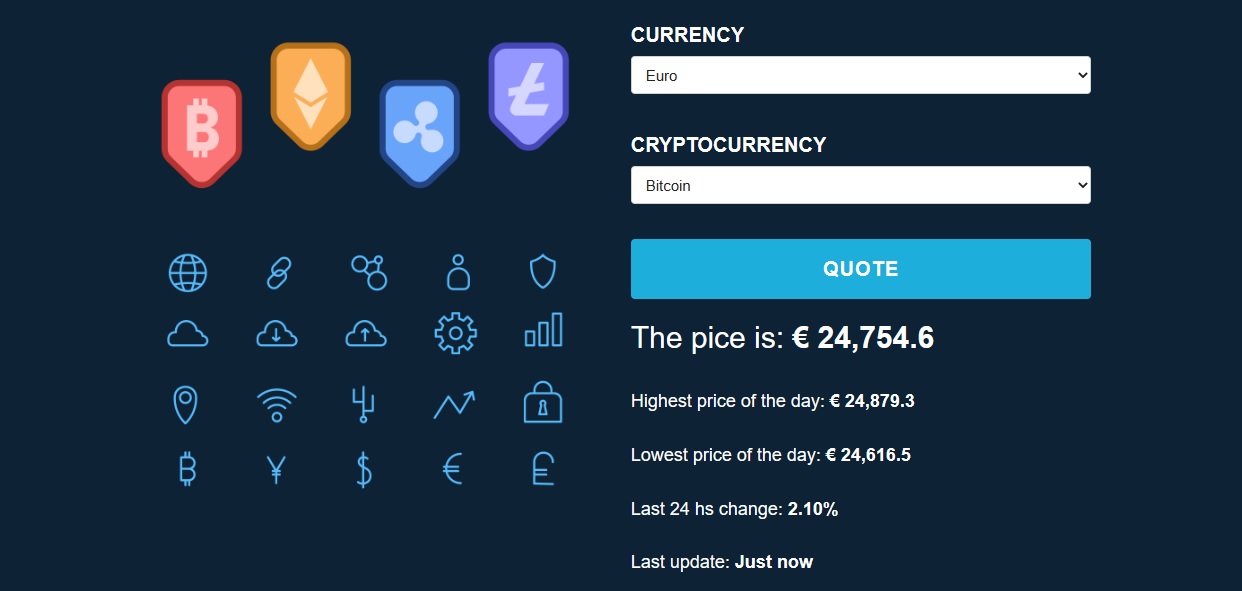 CURRENCY
Euro
CRYPTOCURRENCY
Bitcoin
QUOTE
The pice is: € 24,754.6
Highest price of the day: € 24,879.3
Lowest price of the day: € 24,616.5
Last 24 hs change: 2.10%
Last update: Just now